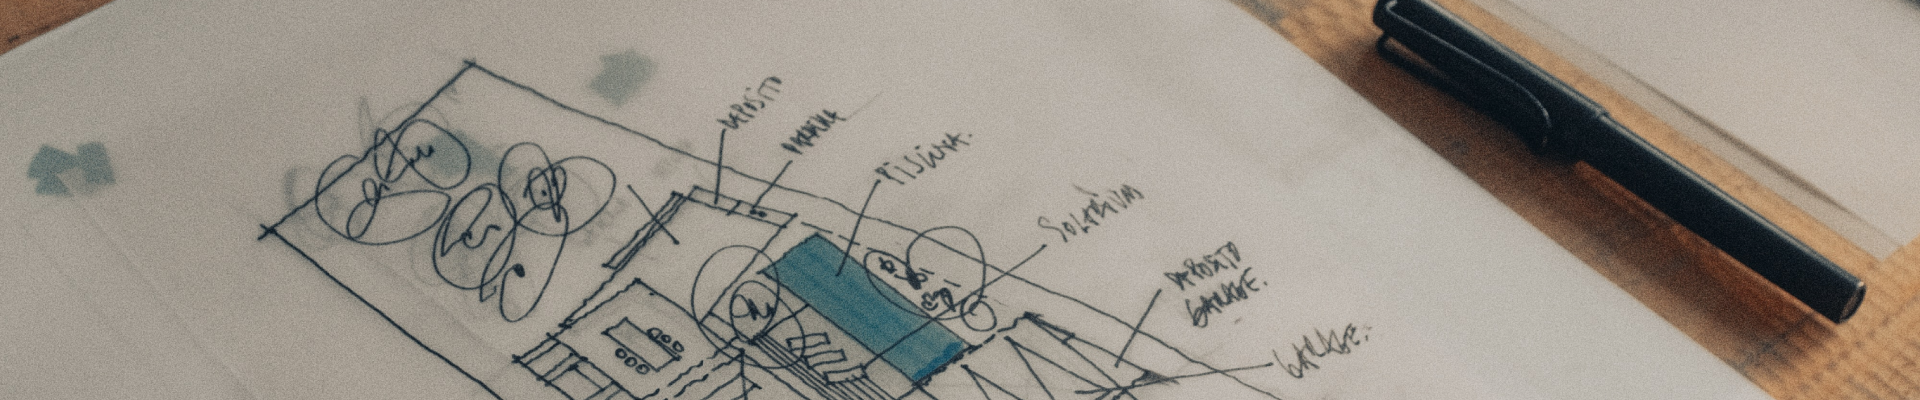 DEPOSITO
PISCINA.
SOLARIUM
DEPOSITO
GARAGE.
GARAGE.